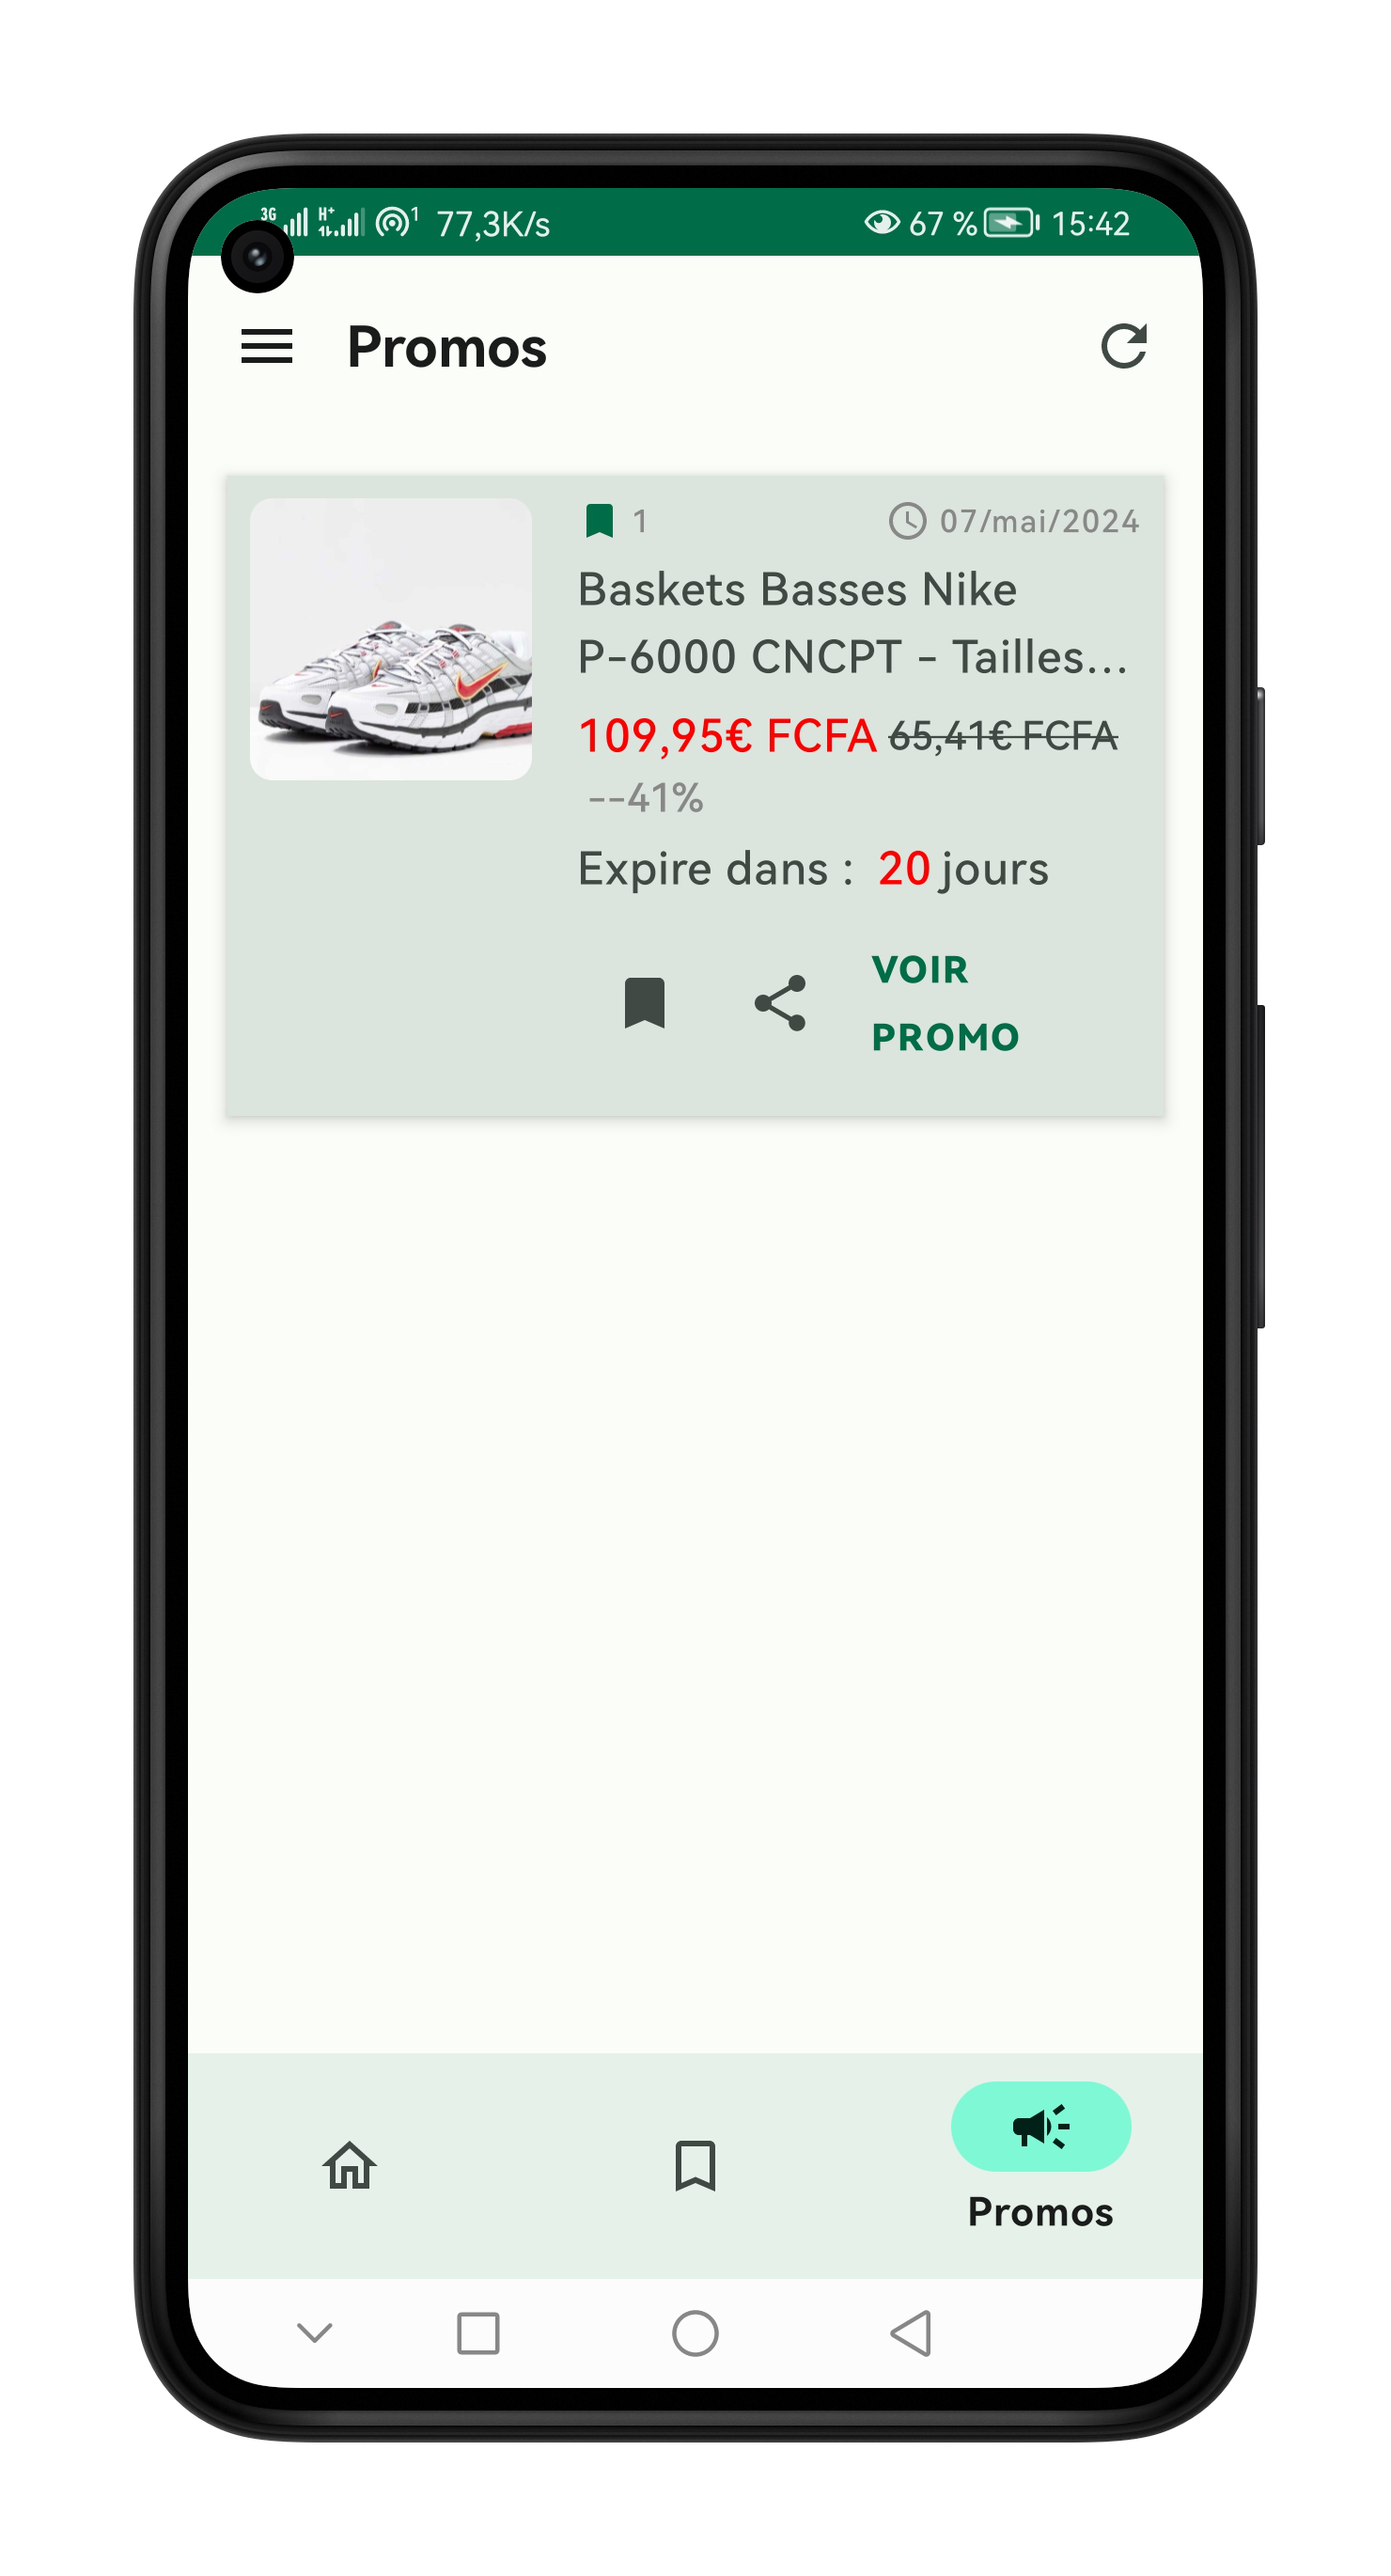 3G H+ 1 77,3K/s 67 % 15:42
Promos
1 07/mai/2024
Baskets Basses Nike
P-6000 CNCPT - Tailles...
109,95€ FCFA 65,41€ FCFA
--41%
Expire dans : 20 jours
VOIR
PROMO
Promos